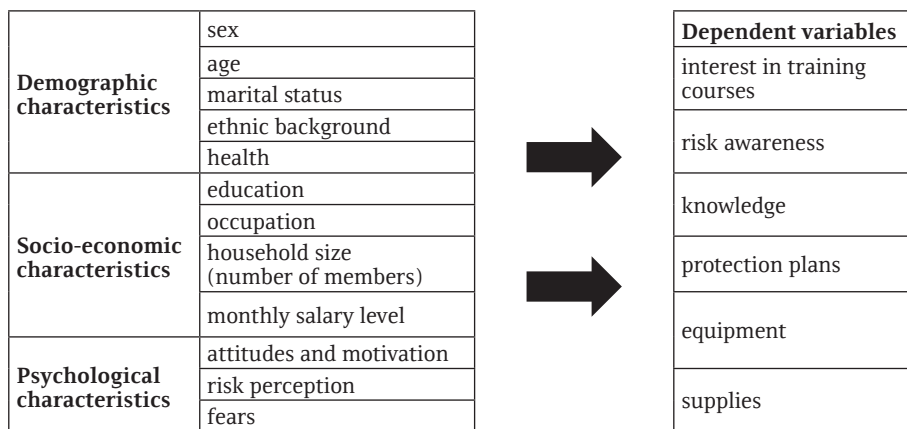 Demographic
characteristics
sex
age
marital status
ethnic background
health
Socio-economic
characteristics
education
occupation
household size
(number of members)
monthly salary level
Psychological
characteristics
attitudes and motivation
risk perception
fears
Dependent variables
interest in training
courses
risk awareness
knowledge
protection plans
equipment
supplies